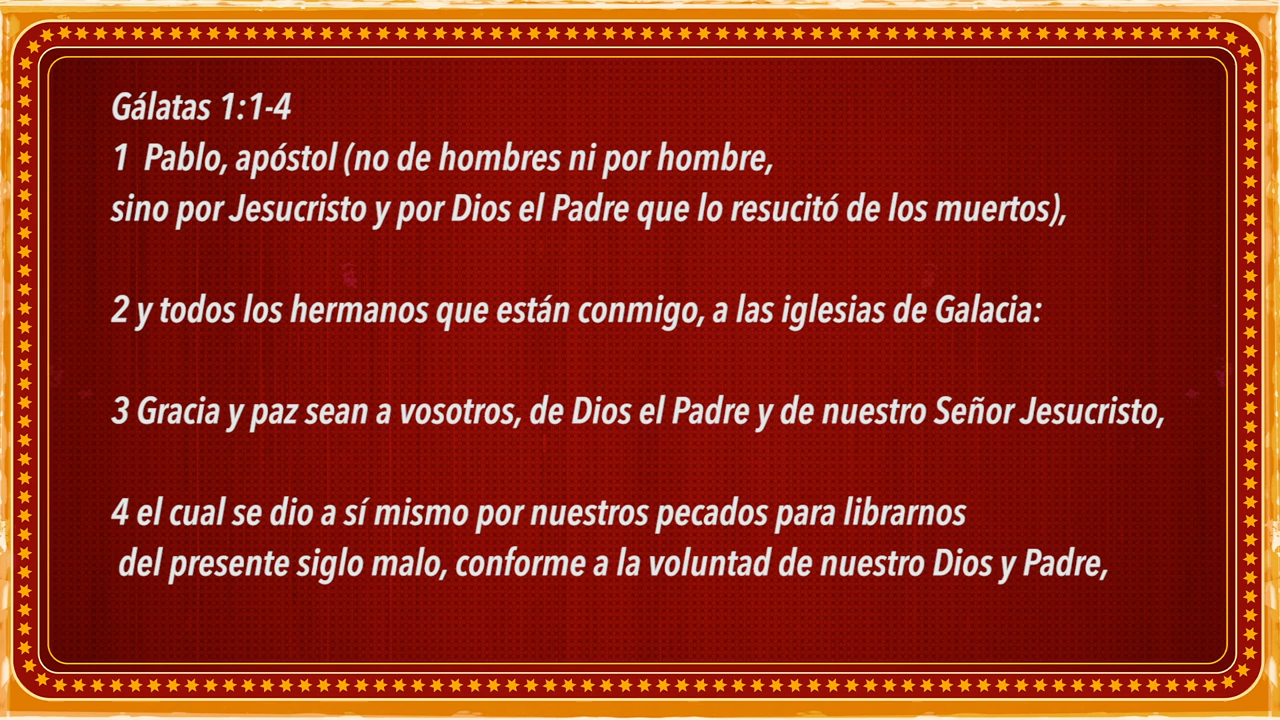 Gálatas 1:1-4
1 Pablo, apóstol (no de hombres ni por hombre,
sino por Jesucristo y por Dios el Padre que lo resucitó de los muertos),
2 y todos los hermanos que están conmigo, a las iglesias de Galacia:
3 Gracia y paz sean a vosotros, de Dios el Padre y de nuestro Señor Jesucristo,
4 el cual se dio a sí mismo por nuestros pecados para librarnos
del presente siglo malo, conforme a la voluntad de nuestro Dios y Padre,